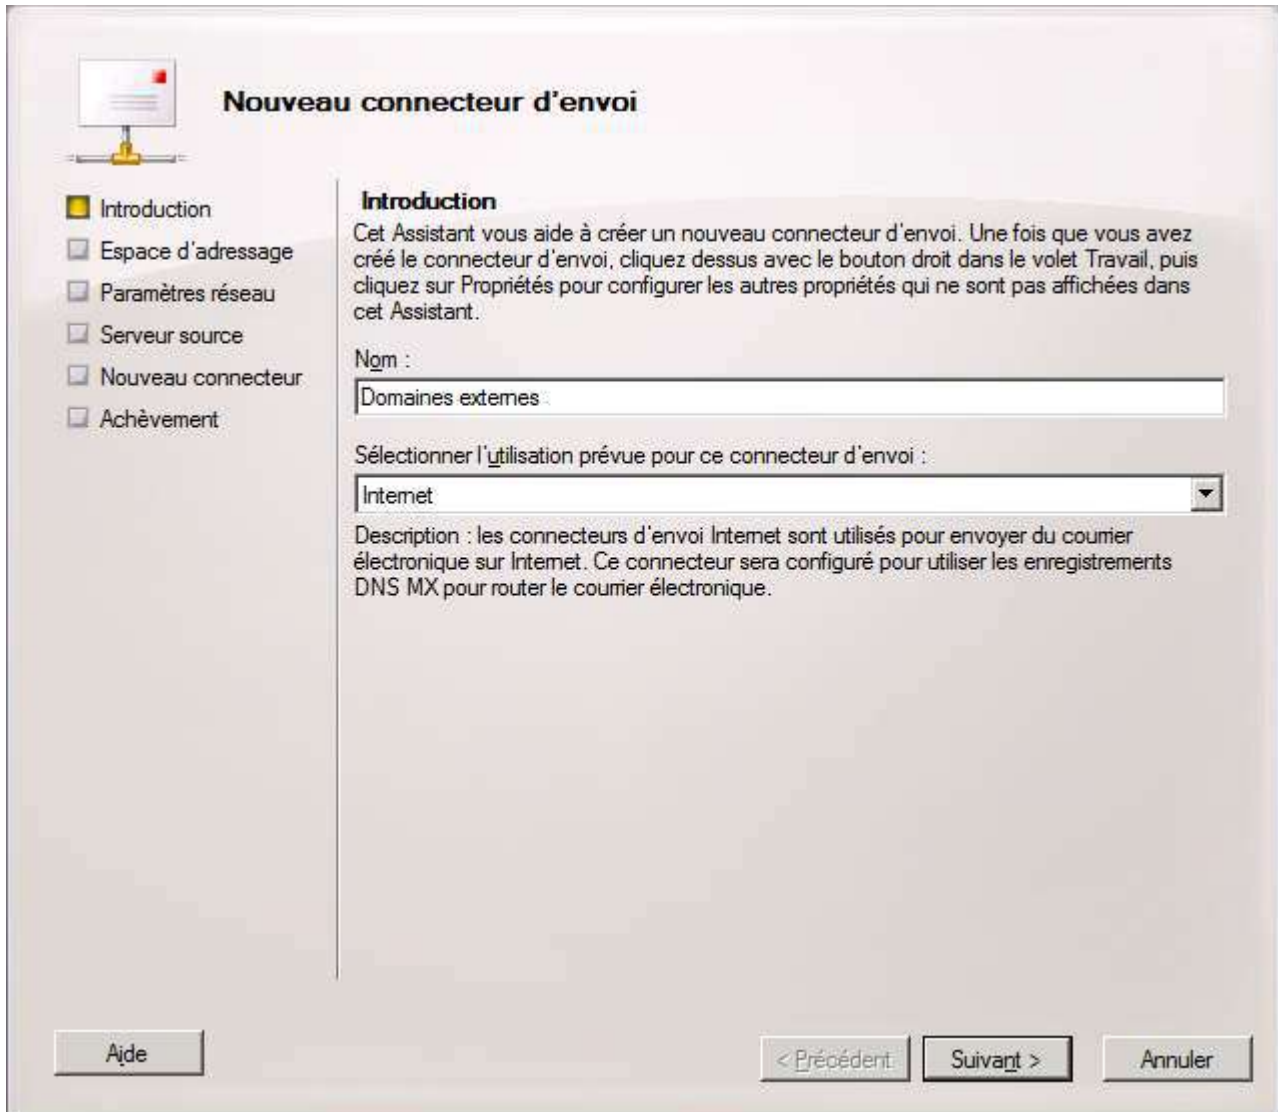 Nouveau connecteur d'envoi
Introduction
Espace d'adressage
Paramètres réseau
Serveur source
Nouveau connecteur
Achèvement
Introduction
Cet Assistant vous aide à créer un nouveau connecteur d'envoi. Une fois que vous avez
créé le connecteur d'envoi, cliquez dessus avec le bouton droit dans le volet Travail, puis
cliquez sur Propriétés pour configurer les autres propriétés qui ne sont pas affichées dans
cet Assistant.
Nom :
Domaines externes
Sélectionner l'utilisation prévue pour ce connecteur d'envoi :
Internet
Description : les connecteurs d'envoi Internet sont utilisés pour envoyer du courrier
électronique sur Internet. Ce connecteur sera configuré pour utiliser les enregistrements
DNS MX pour router le courrier électronique.
Aide
< Précédent
Suivant >
Annuler